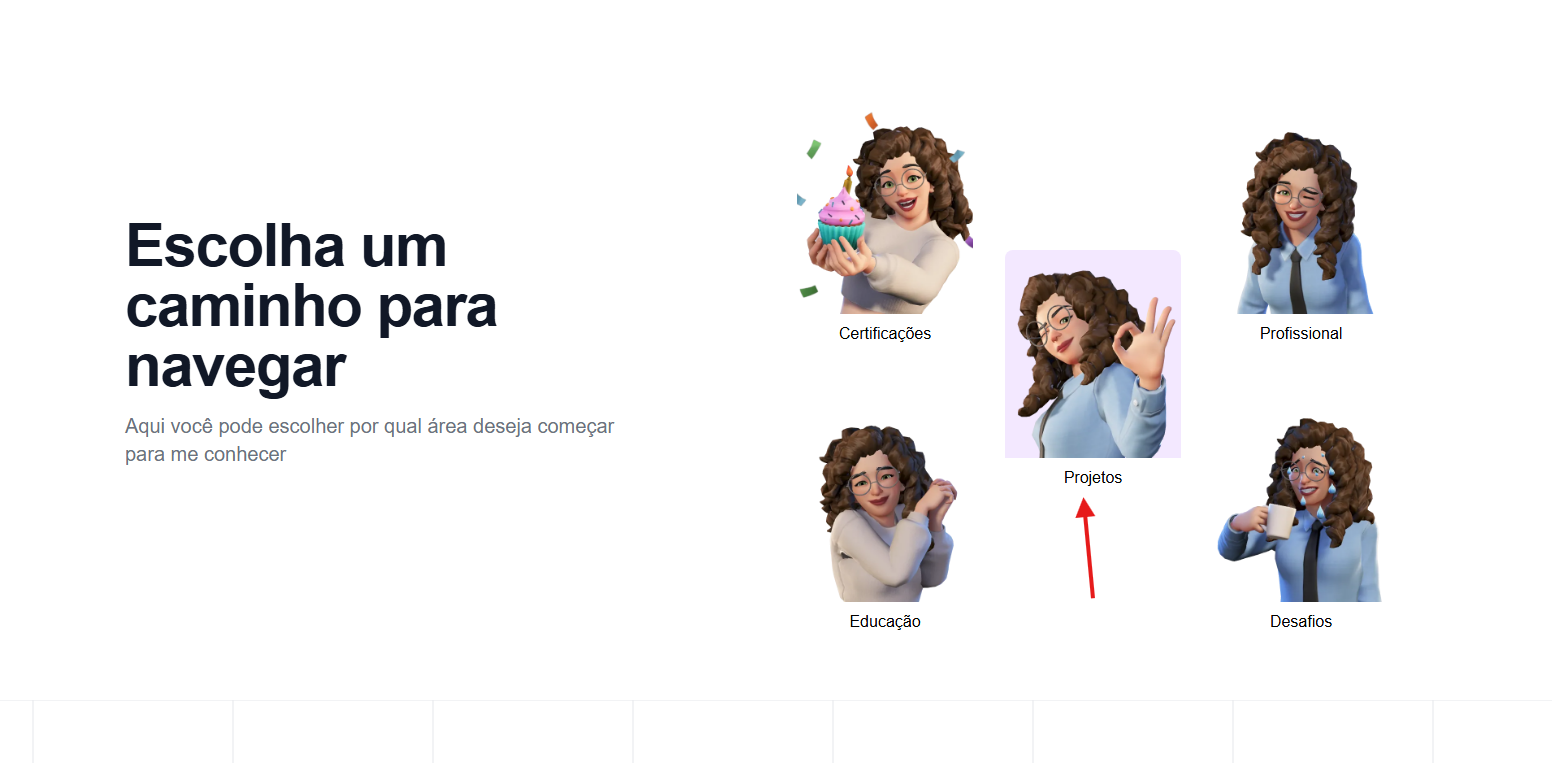 Escolha um
caminho para
navegar
Aqui você pode escolher por qual área deseja começar
para me conhecer
Certificações
Profissional
Projetos
Educação
Desafios